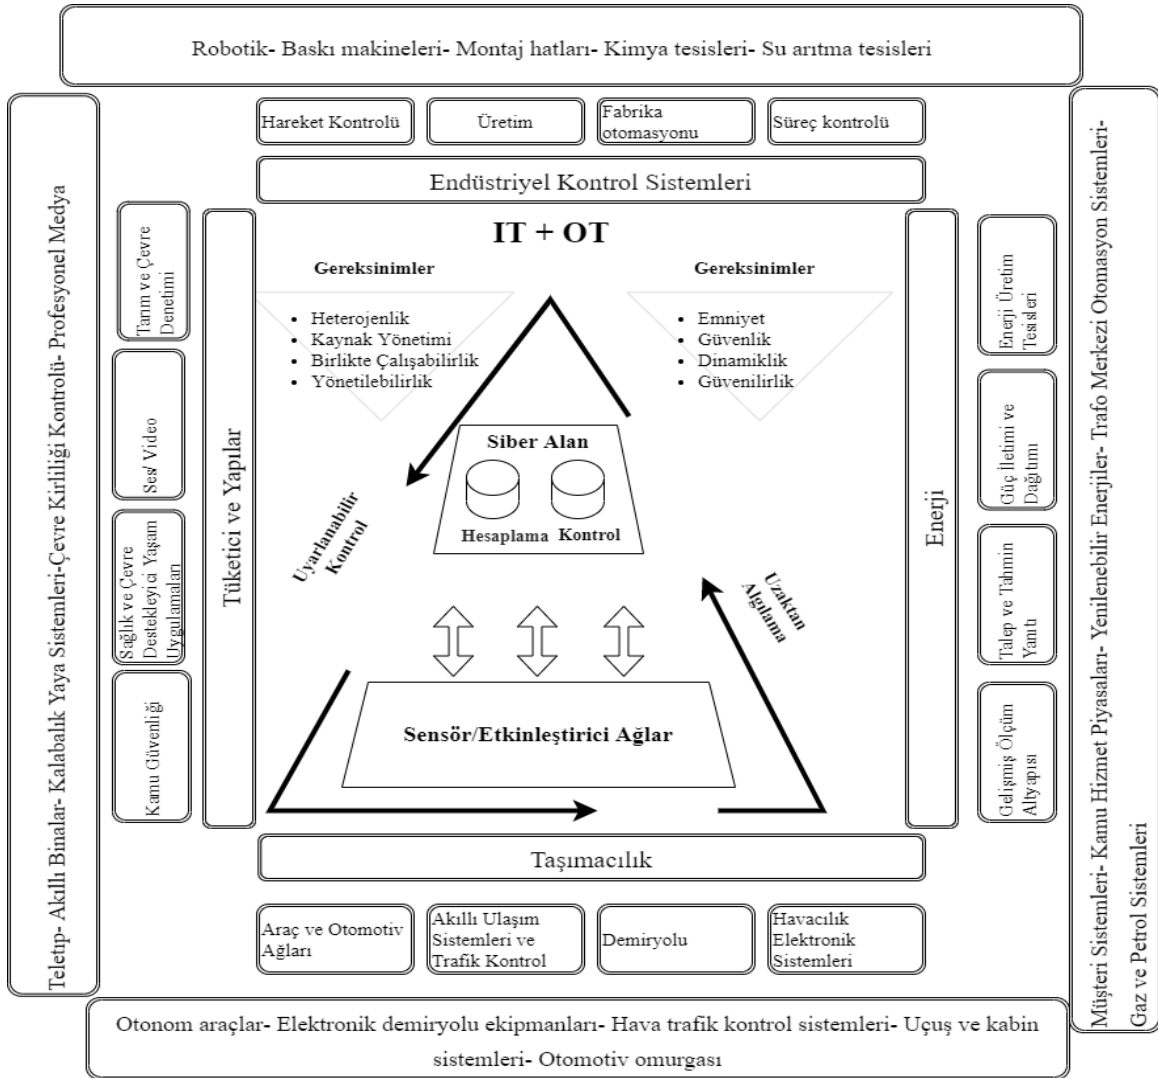 Robotik- Baskı makineleri- Montaj hatları- Kimya tesisleri- Su arıtma tesisleri
Hareket Kontrolü
Üretim
Fabrika
otomasyonu
Süreç kontrolü
Endüstriyel Kontrol Sistemleri
Teletıp- Akıllı Binalar- Kalabalık Yaya Sistemleri-Çevre Kirliliği Kontrolü- Profesyonel Medya
Tarım ve Çevre
Denetimi
Ses/ Video
Sağlık ve Çevre
Destekleyici Yaşam
Uygulamaları
Kamu Güvenliği
Tüketici ve Yapılar
IT + OT
Gereksinimler
• Heterojenlik
• Kaynak Yönetimi
• Birlikte Çalışabilirlik
• Yönetilebilirlik
Gereksinimler
• Emniyet
• Güvenlik
• Dinamiklik
• Güvenilirlik
Siber Alan
Hesaplama
Kontrol
Uyarlanabilir
Kontrol
Uzaktan
Algılama
Sensör/Etkinleştirici Ağlar
Enerji
Enerji Üretim
Tesisleri
Güç İletimi ve
Dağıtımı
Talep ve Tahmin
Yanıtı
Gelişmiş Ölçüm
Altyapısı
Müşteri Sistemleri- Kamu Hizmet Piyasaları- Yenilenebilir Enerjiler- Trafo Merkezi Otomasyon Sistemleri-
Gaz ve Petrol Sistemleri
Taşımacılık
Araç ve Otomotiv
Ağları
Akıllı Ulaşım
Sistemleri ve
Trafik Kontrol
Demiryolu
Havacılık
Elektronik
Sistemleri
Otonom araçlar- Elektronik demiryolu ekipmanları- Hava trafik kontrol sistemleri- Uçuş ve kabin
sistemleri- Otomotiv omurgası